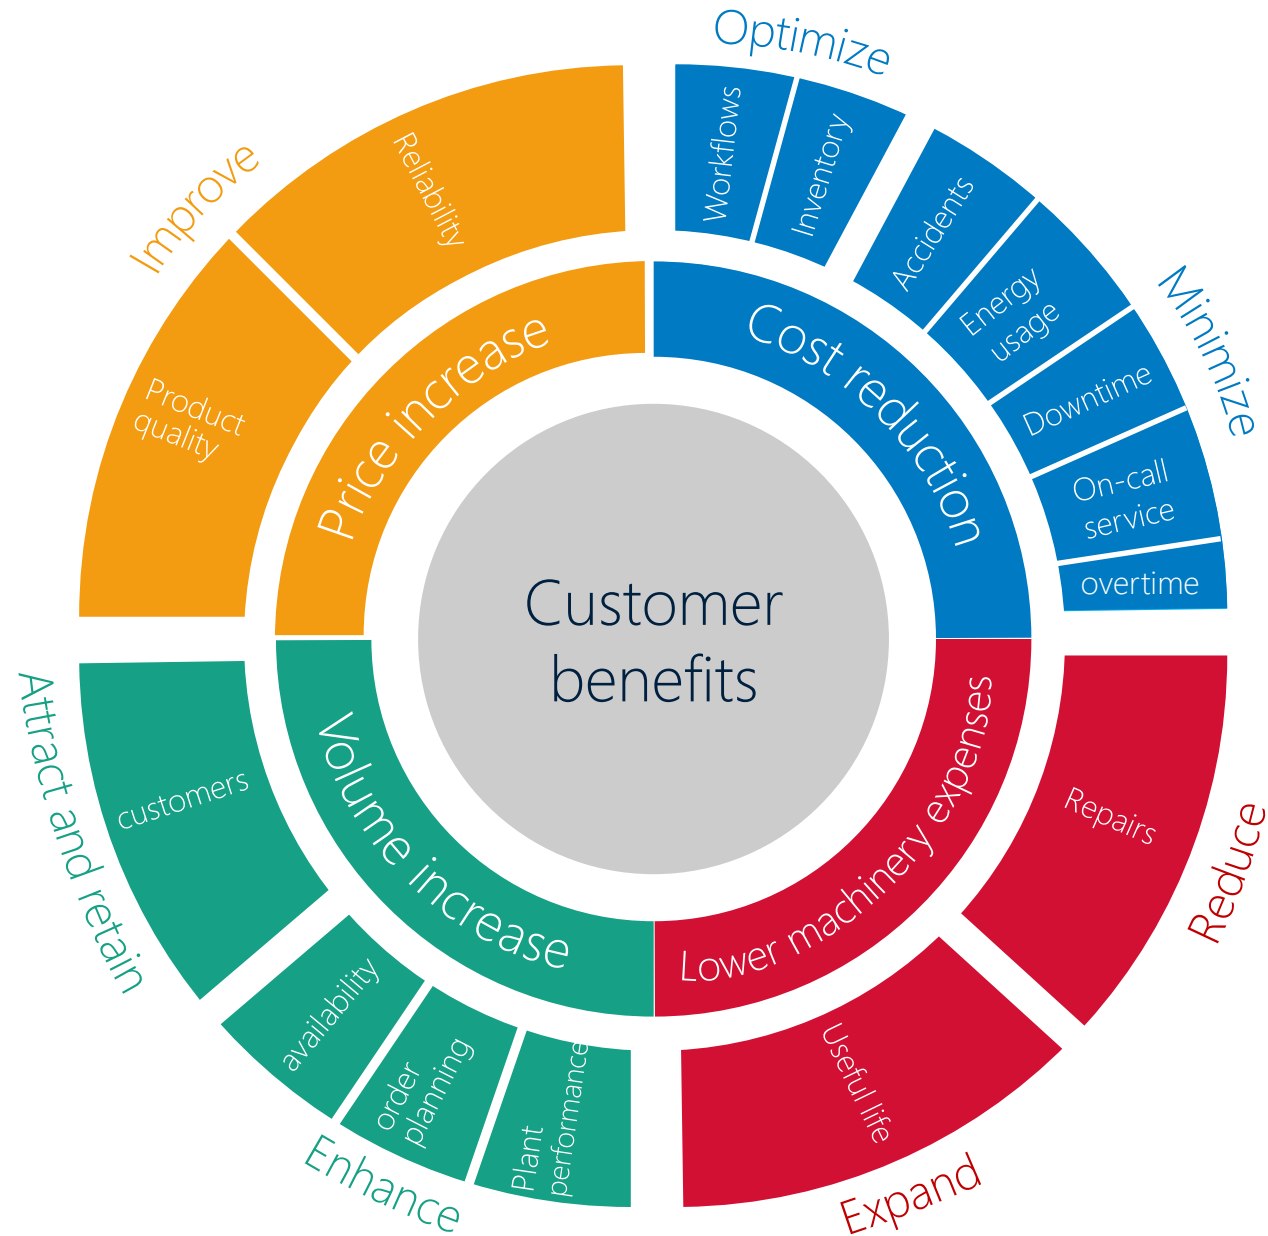 Customer
benefits
Cost reduction
Optimize
Workflows
Inventory
Minimize
Accidents
Energy
usage
Downtime
On-call
service
overtime
Lower machinery expenses
Reduce
Repairs
Expand
Useful life
Volume increase
Enhance
Plant
performance
order
planning
availability
Attract and retain
customers
Price increase
Improve
Product
quality
Reliability